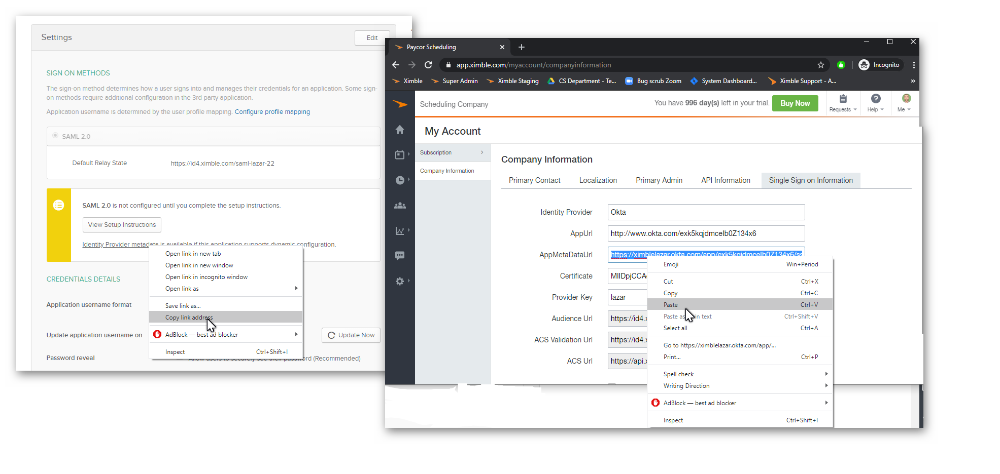 Settings
Edit
SIGN ON METHODS
The sign-on method determines how a user signs into and manages their credentials for an application. Some sign-
on methods require additional configuration in the 3rd party application.
Application username is determined by the user profile mapping. Configure profile mapping
SAML 2.0
Default Relay State
https://id4.ximble.com/saml-lazar-22
SAML 2.0 is not configured until you complete the setup instructions.
View Setup Instructions
Identity Provider metadata is available if this application supports dynamic configuration.
Open link in new tab
Open link in new window
Open link in incognito window
Open link as
Save link as...
Copy link address
AdBlock — best ad blocker
Inspect Ctrl+Shift+I
CREDENTIALS DETAILS
Application username format
Update application username on
Update Now
Password reveal
Allow users to securely see their password (Recommended)
Paycor Scheduling
app.ximble.com/myaccount/companyinformation
Incognito
Ximble
Super Admin
Ximble Staging
CS Department - Te...
Bug scrub Zoom
System Dashboard...
Ximble Support - A...
»
Scheduling Company
You have 996 day(s) left in your trial.
Buy Now
Requests
Help
Me
My Account
Subscription
Company Information
Company Information
Primary Contact
Localization
Primary Admin
API Information
Single Sign on Information
Identity Provider
Okta
AppUrl
http://www.okta.com/exk5kqjdmcelb0Z134x6
AppMetaDataUrl
https://ximblelazar.okta.com/app/exk5kqjdmcelb0Z134x6/ss
Certificate
MIIDpjCCA
Provider Key
lazar
Audience Url
https://id4.x
ACS Validation Url
https://id4.x
ACS Url
https://api.x
Emoji Win+Period
Cut Ctrl+X
Copy Ctrl+C
Paste Ctrl+V
Paste as in text Ctrl+Shift+V
Select all Ctrl+A
Go to https://ximblelazar.okta.com/app/...
Print... Ctrl+P
Spell check
Writing Direction
AdBlock — best ad blocker
Inspect Ctrl+Shift+I